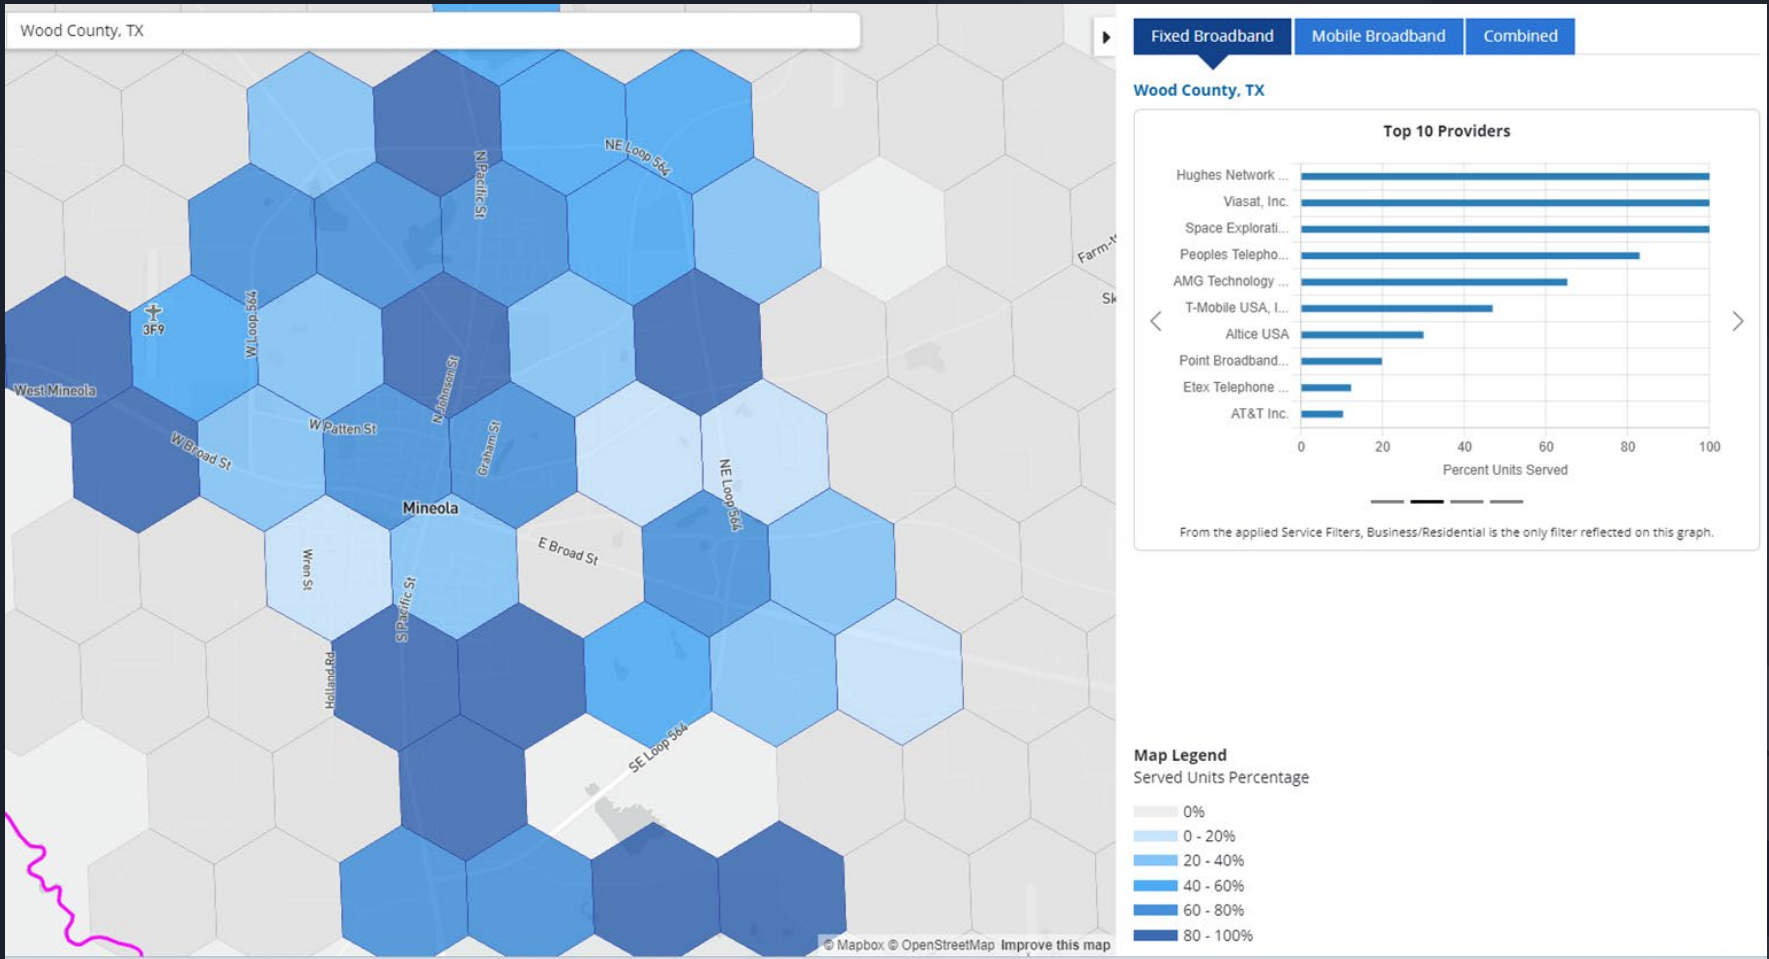 Wood County, TX
N Pacific St
NE Loop 564
Farm-t
Sk
3F9
W Loop 564
West Mineola
N Johnson St
W Patten St
Graham St
W Broad St
NE Loop 564
Mineola
E Broad St
Wren St
S Pacific St
Holland Rd
SE Loop 564
© Mapbox © OpenStreetMap Improve this map
Fixed Broadband
Mobile Broadband
Combined
Wood County, TX
Top 10 Providers
Hughes Network ...
Viasat, Inc.
Space Explorati...
Peoples Telepho...
AMG Technology ...
T-Mobile USA, I...
Altice USA
Point Broadband...
Etex Telephone ...
AT&T Inc.
0 20 40 60 80 100
Percent Units Served
From the applied Service Filters, Business/Residential is the only filter reflected on this graph.
Map Legend
Served Units Percentage
0%
0 - 20%
20 - 40%
40 - 60%
60 - 80%
80 - 100%